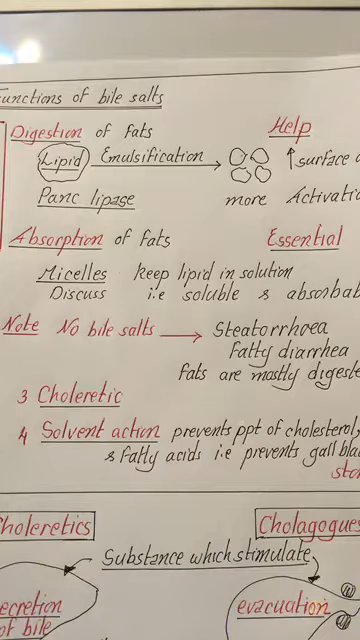 unctions of bile salts
Digestion of fats Help
Lipid Emulsification ↑ surface
Panc lipase more Activatio
Absorption of fats Essential
Micelles keep lipid in solution
Discuss i.e soluble & absorbab
Note No bile salts → Steatorrhoea
Fatty diarrhea
fats are mostly digeste
3 Choleretic
4 Solvent action prevents ppt of cholesterol,
& fatty acids i.e prevents gall bla
sto
Choleretics Cholagogues
Substance which stimulate
ecretion evacuation
of bile